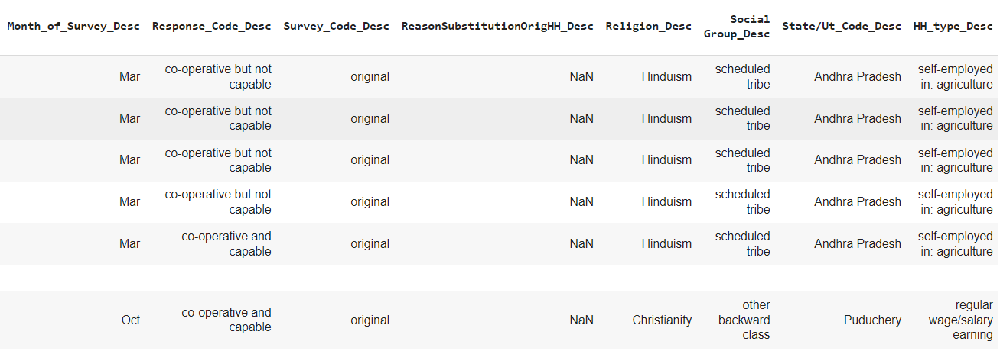 Month_of_Survey_Desc Response_Code_Desc Survey_Code_Desc ReasonSubstitutionOrigHH_Desc Religion_Desc Social Group_Desc State/Ut_Code_Desc HH_type_Desc
Mar co-operative but not capable original NaN Hinduism scheduled tribe Andhra Pradesh self-employed in: agriculture
Mar co-operative but not capable original NaN Hinduism scheduled tribe Andhra Pradesh self-employed in: agriculture
Mar co-operative but not capable original NaN Hinduism scheduled tribe Andhra Pradesh self-employed in: agriculture
Mar co-operative but not capable original NaN Hinduism scheduled tribe Andhra Pradesh self-employed in: agriculture
Mar co-operative and capable original NaN Hinduism scheduled tribe Andhra Pradesh self-employed in: agriculture
... ... ... ... ... ... ... ...
Oct co-operative and capable original NaN Christianity other backward class Puduchery regular wage/salary earning